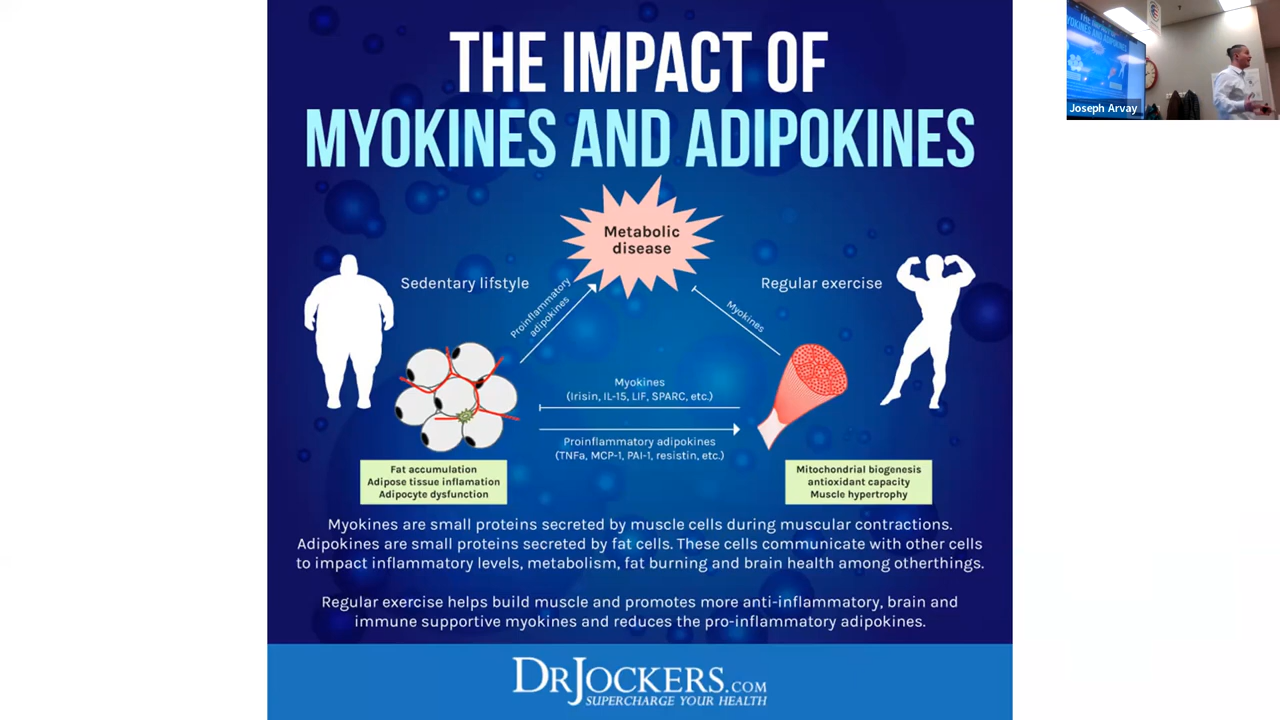 THE IMPACT OF
MYOKINES AND ADIPOKINES
Joseph Arvay
Metabolic
disease
Sedentary lifstyle
Regular exercise
Proinflammatory
adipokines
Myokines
Myokines
(Irisin, IL-15, LIF, SPARC, etc.)
Proinflammatory adipokines
(TNFa, MCP-1, PAI-1, resistin, etc.)
Fat accumulation
Adipose tissue inflamation
Adipocyte dysfunction
Mitochondrial biogenesis
antioxidant capacity
Muscle hypertrophy
Myokines are small proteins secreted by muscle cells during muscular contractions.
Adipokines are small proteins secreted by fat cells. These cells communicate with other cells
to impact inflammatory levels, metabolism, fat burning and brain health among otherthings.
Regular exercise helps build muscle and promotes more anti-inflammatory, brain and
immune supportive myokines and reduces the pro-inflammatory adipokines.
DRJOCKERS.COM
SUPERCHARGE YOUR HEALTH